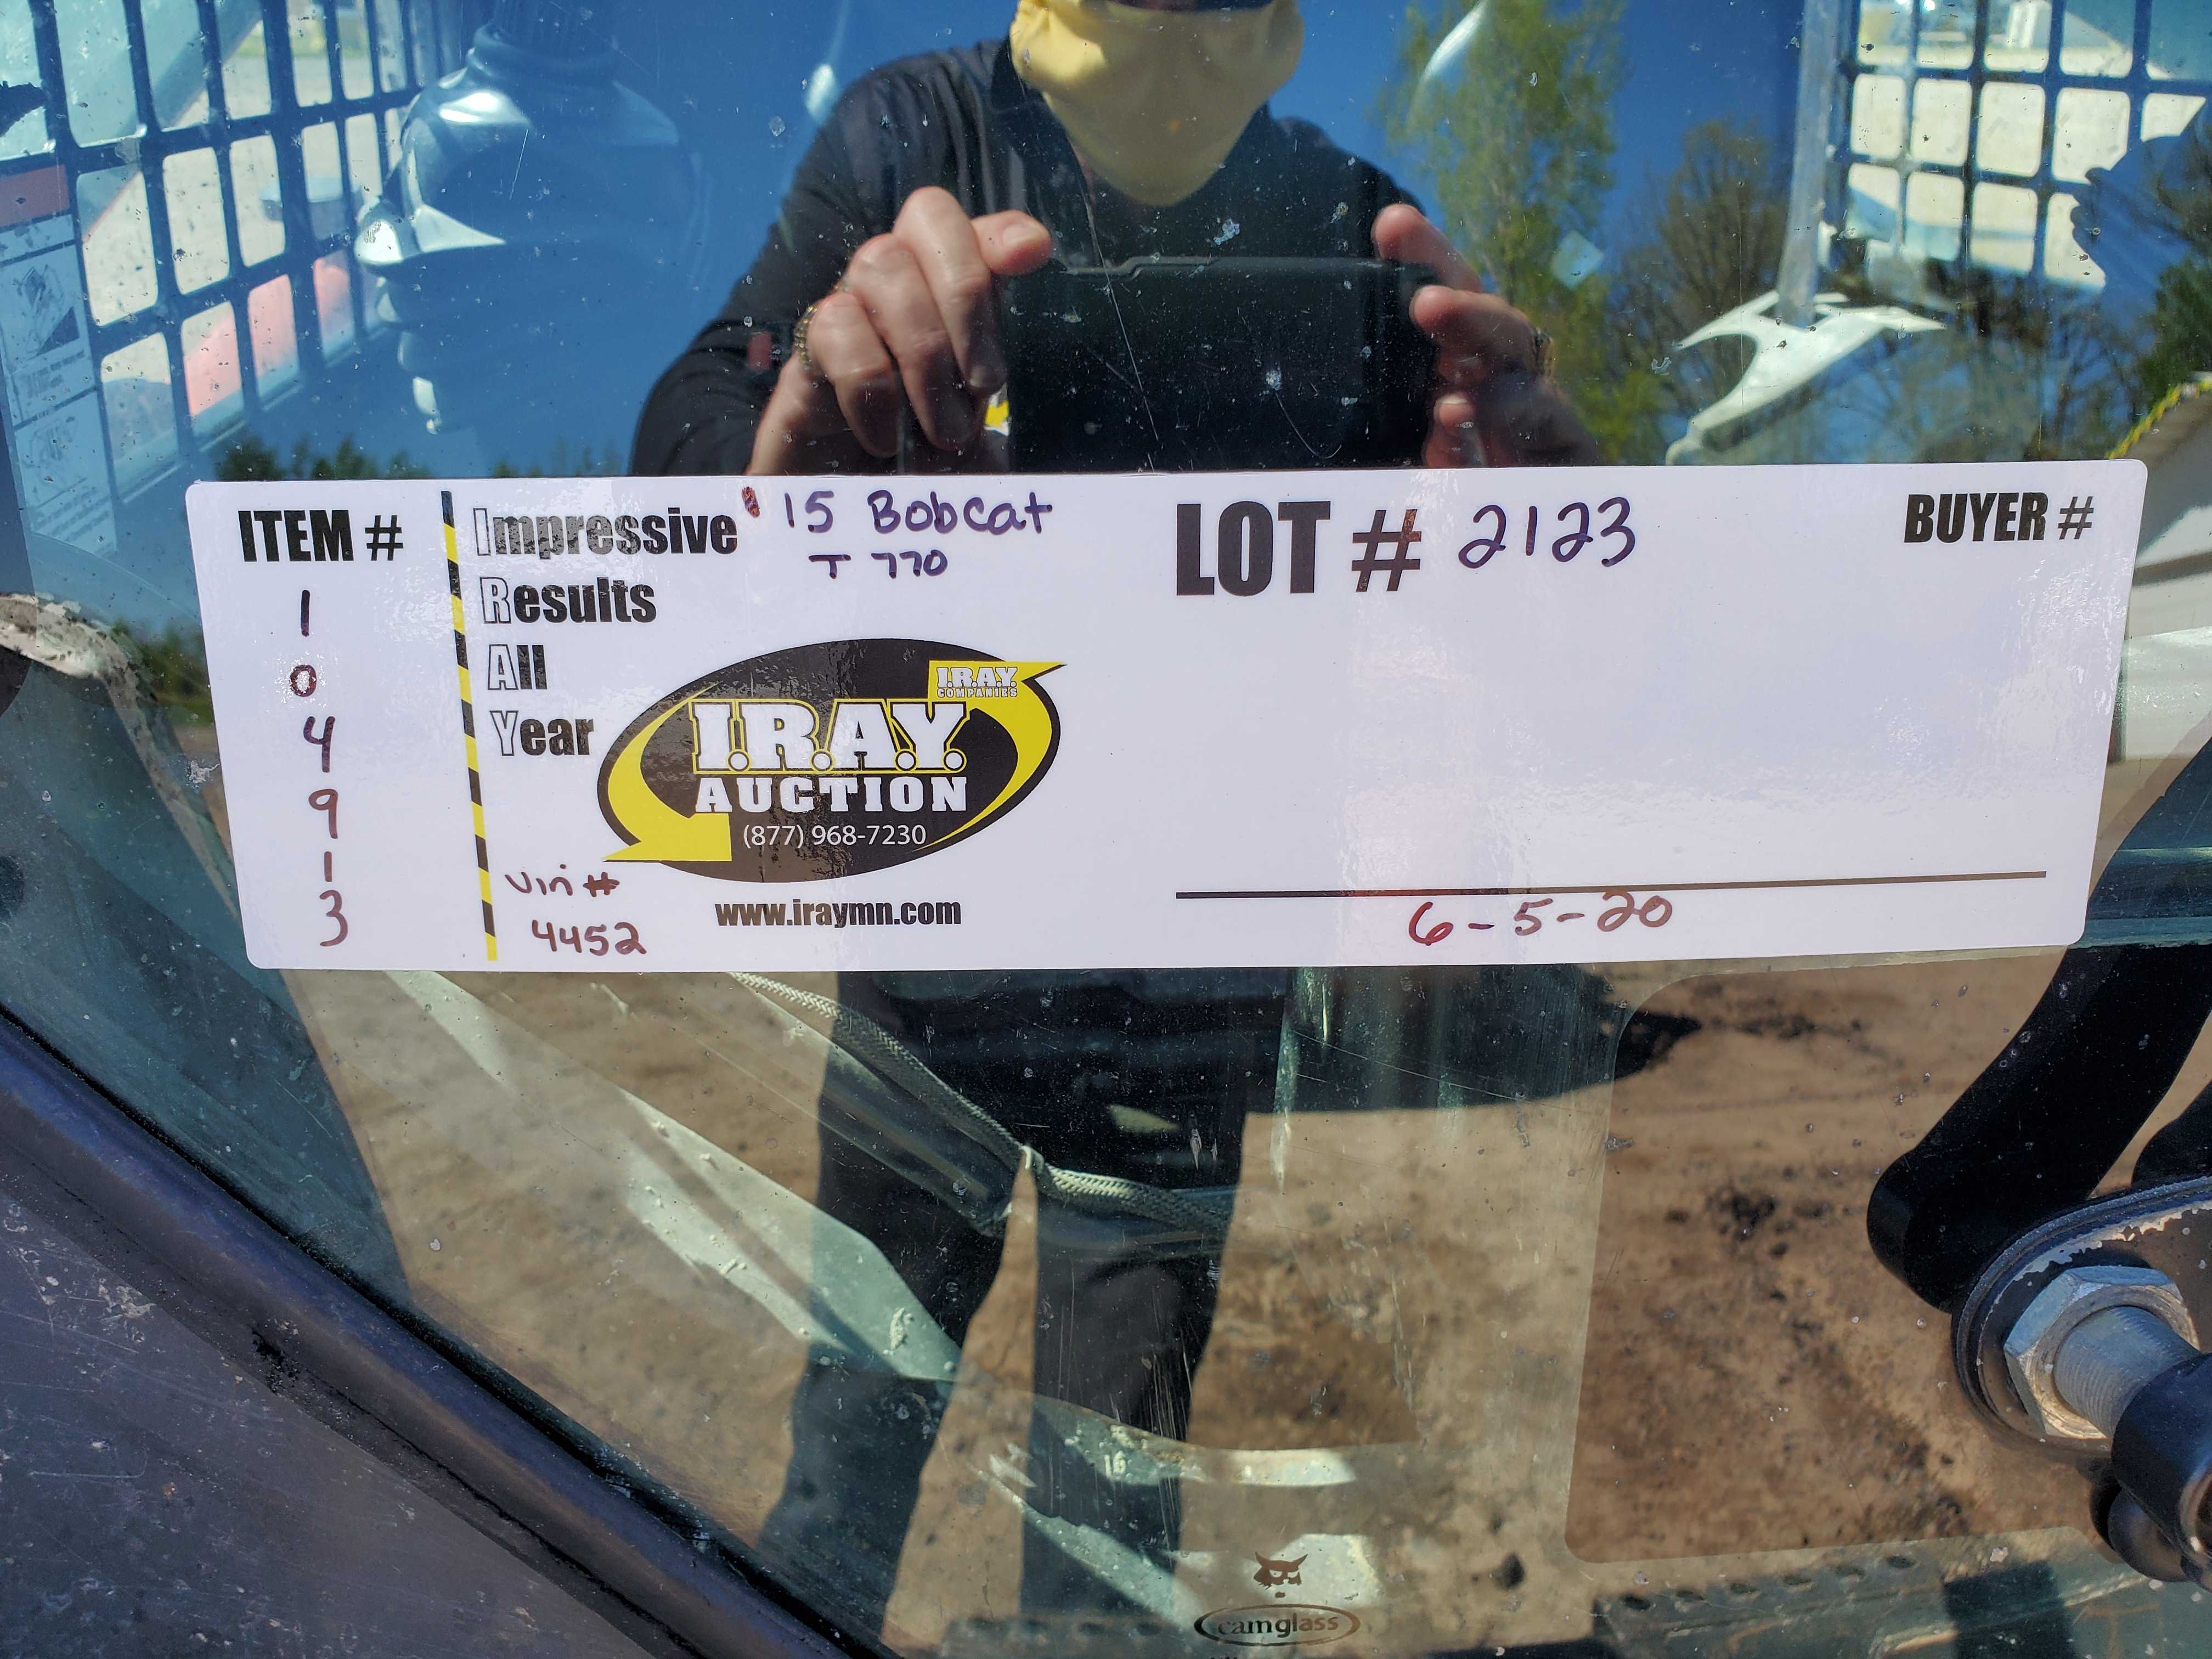 ITEM #
1
0
4
9
1
3
Impressive
Results
All
Year
'15 Bobcat
T 770
I.R.A.Y.
COMPANIES
I.R.A.Y.
AUCTION
(877) 968-7230
www.iraymn.com
Vin #
4452
LOT # 2123
BUYER #
6-5-20
camglass